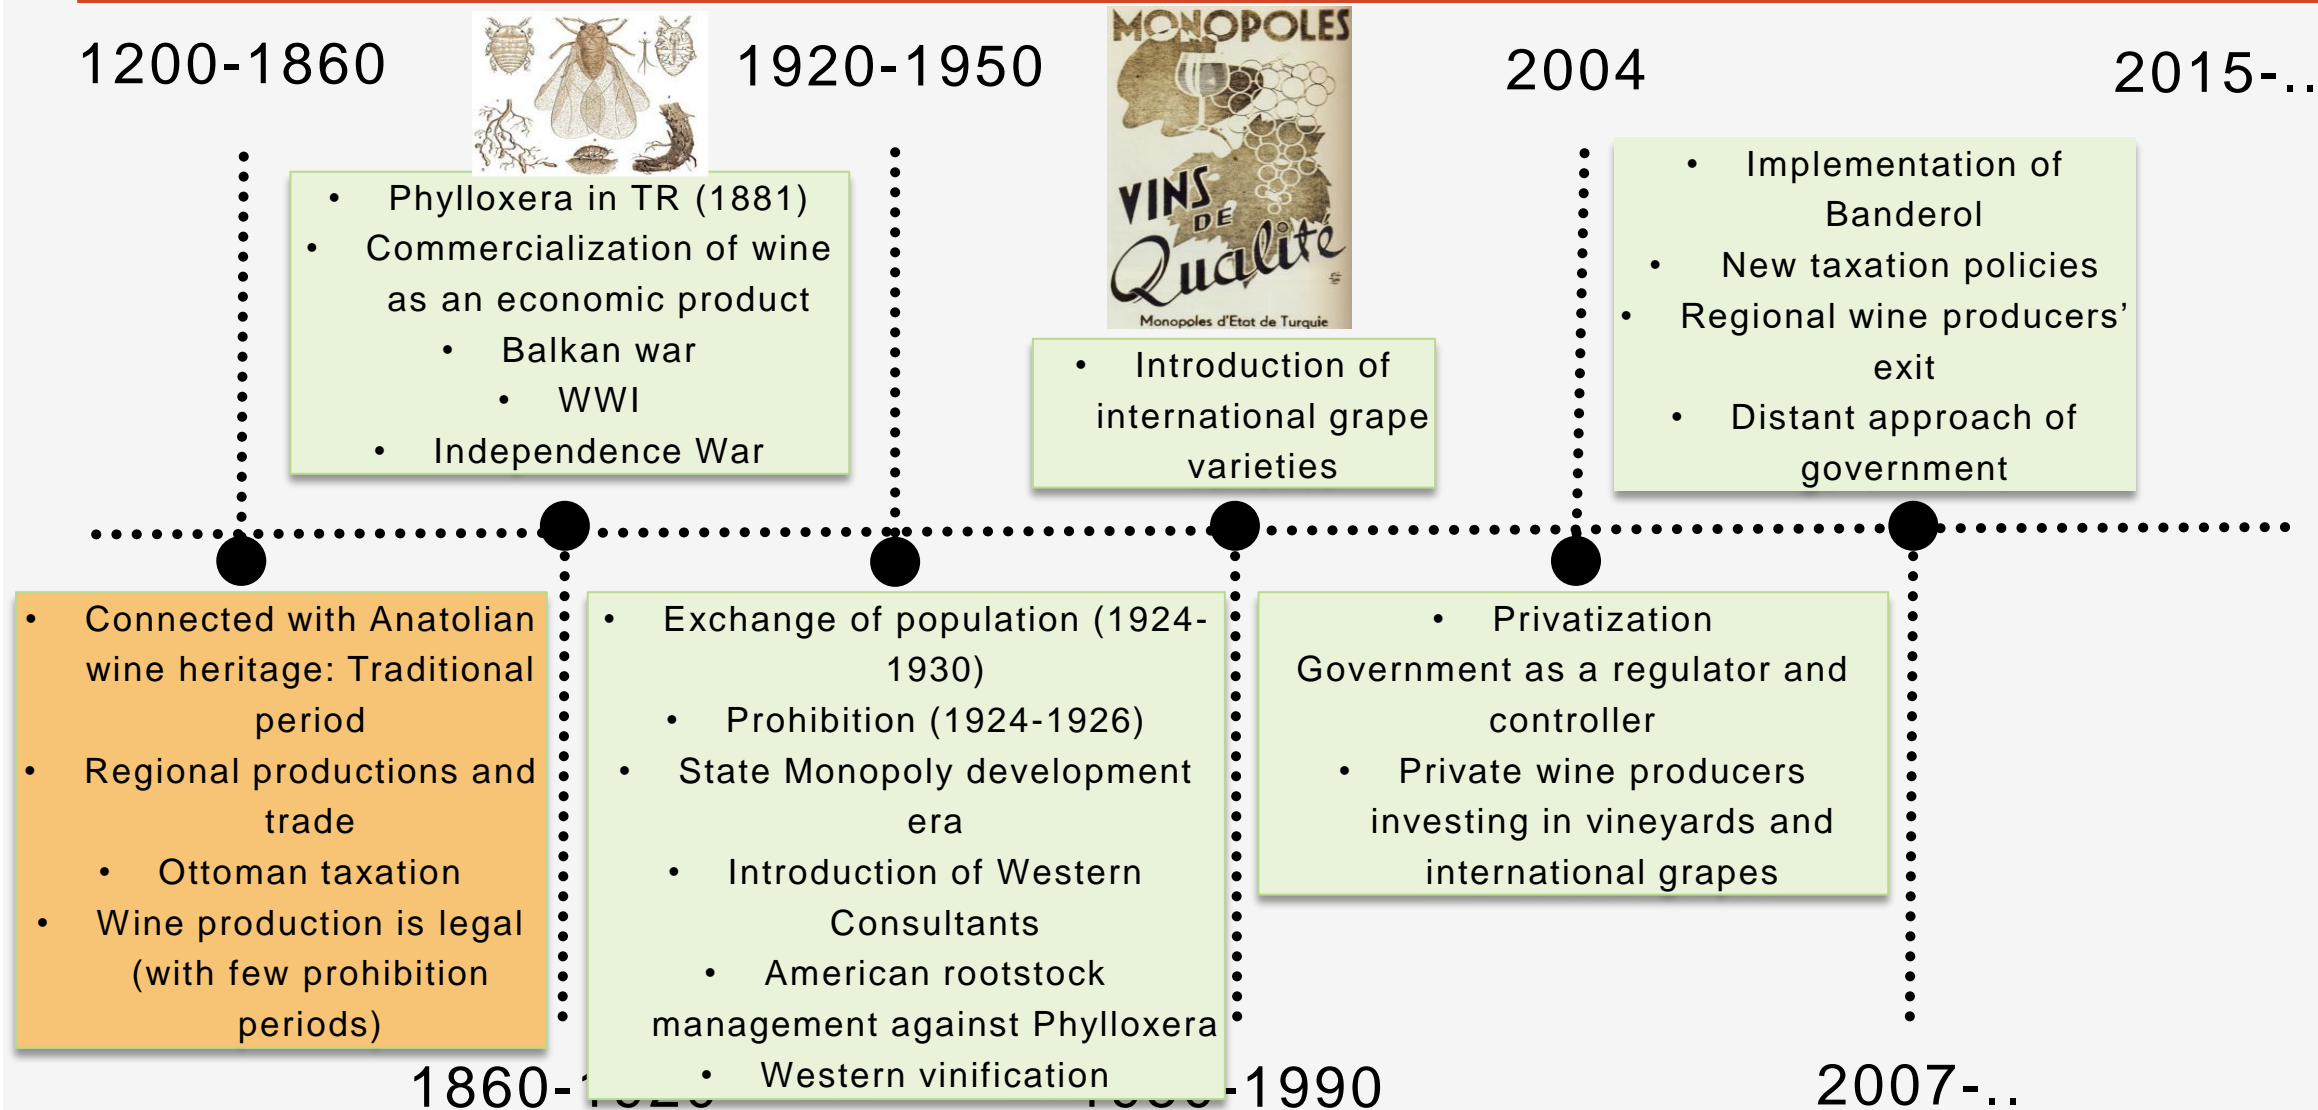 1200-1860
1920-1950
2004
2015-..
MONOPOLES
VINS
DE
Qualité
Monopoles d'Etat de Turquie
• Phylloxera in TR (1881)
• Commercialization of wine
as an economic product
• Balkan war
• WWI
• Independence War
• Introduction of
international grape
varieties
• Implementation of
Banderol
• New taxation policies
• Regional wine producers’
exit
• Distant approach of
government
• Connected with Anatolian
wine heritage: Traditional
period
• Regional productions and
trade
• Ottoman taxation
• Wine production is legal
(with few prohibition
periods)
• Exchange of population (1924-
1930)
• Prohibition (1924-1926)
• State Monopoly development
era
• Introduction of Western
Consultants
• American rootstock
management against Phylloxera
• Western vinification
• Privatization
Government as a regulator and
controller
• Private wine producers
investing in vineyards and
international grapes
1860-
-1990
2007-..